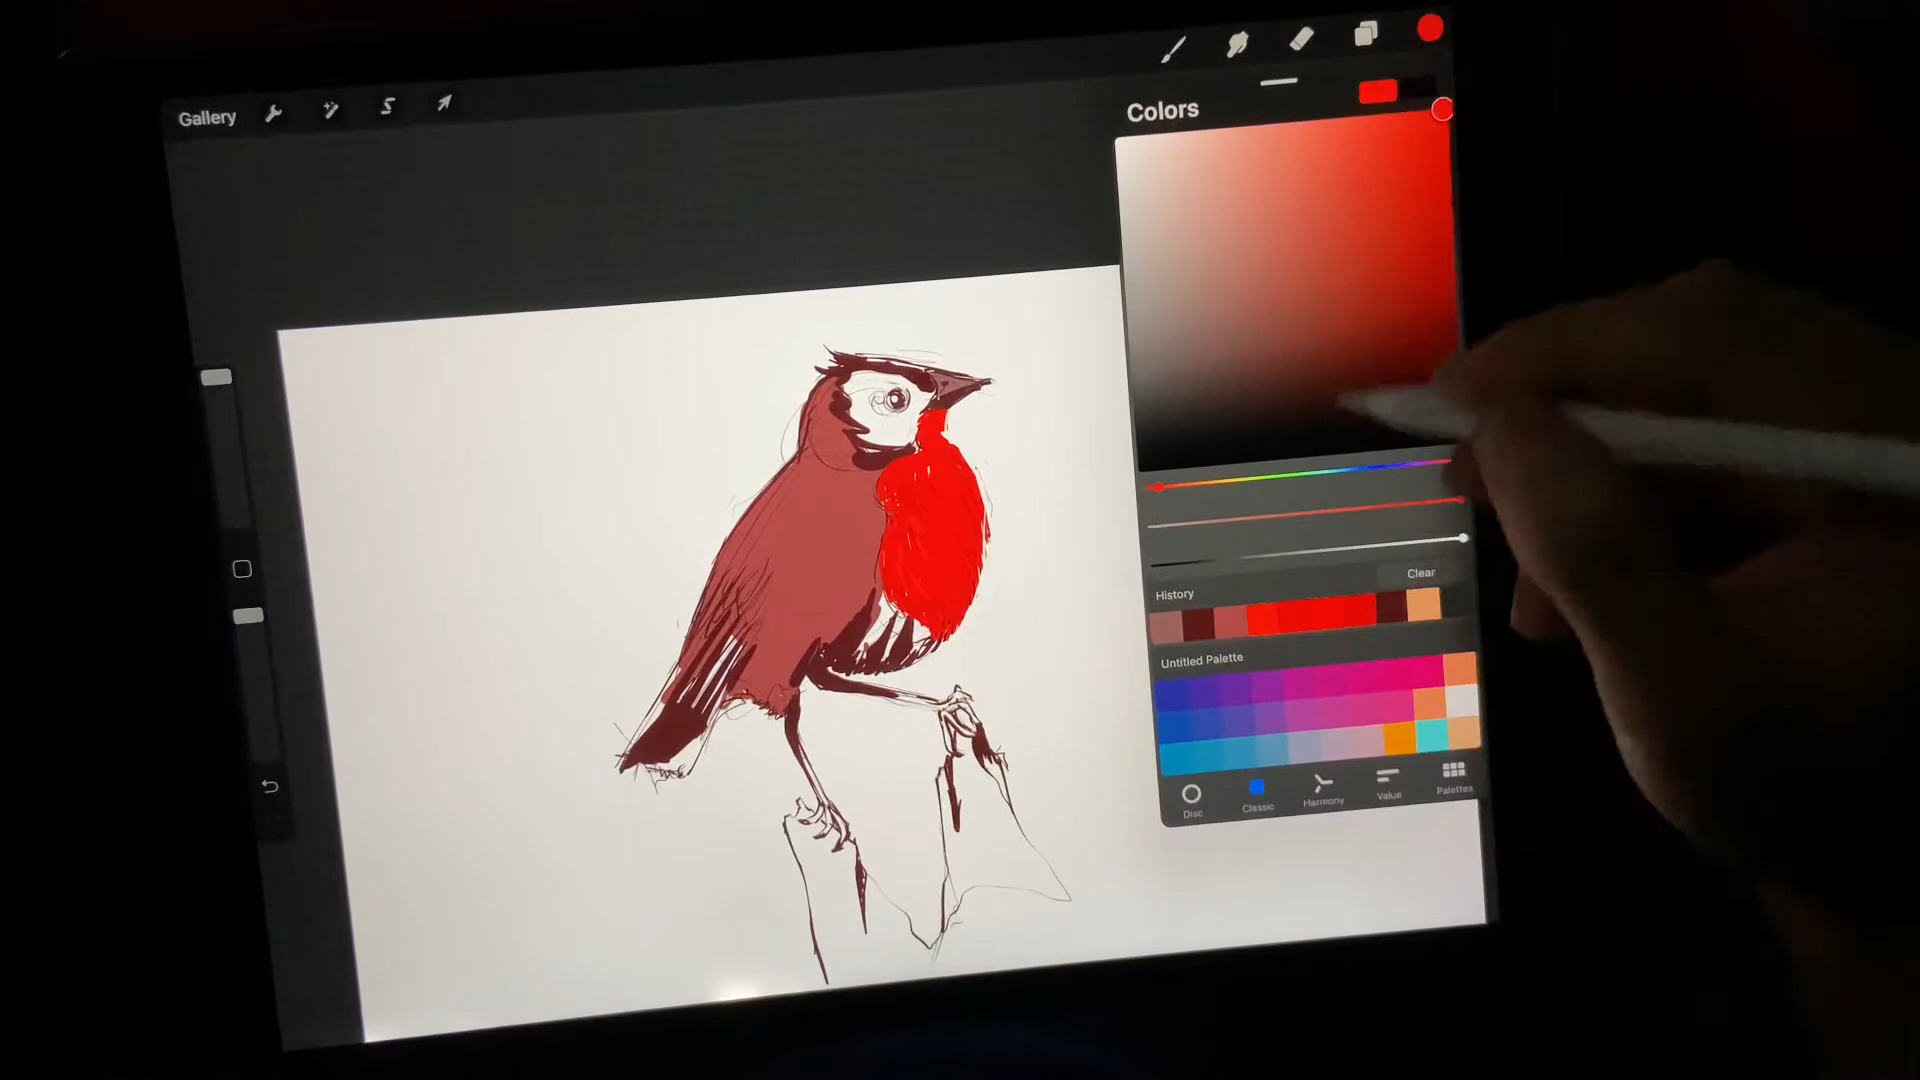 Gallery
Colors
Clear
History
Untitled Palette
Disc
Classic
Harmony
Value
Palettes